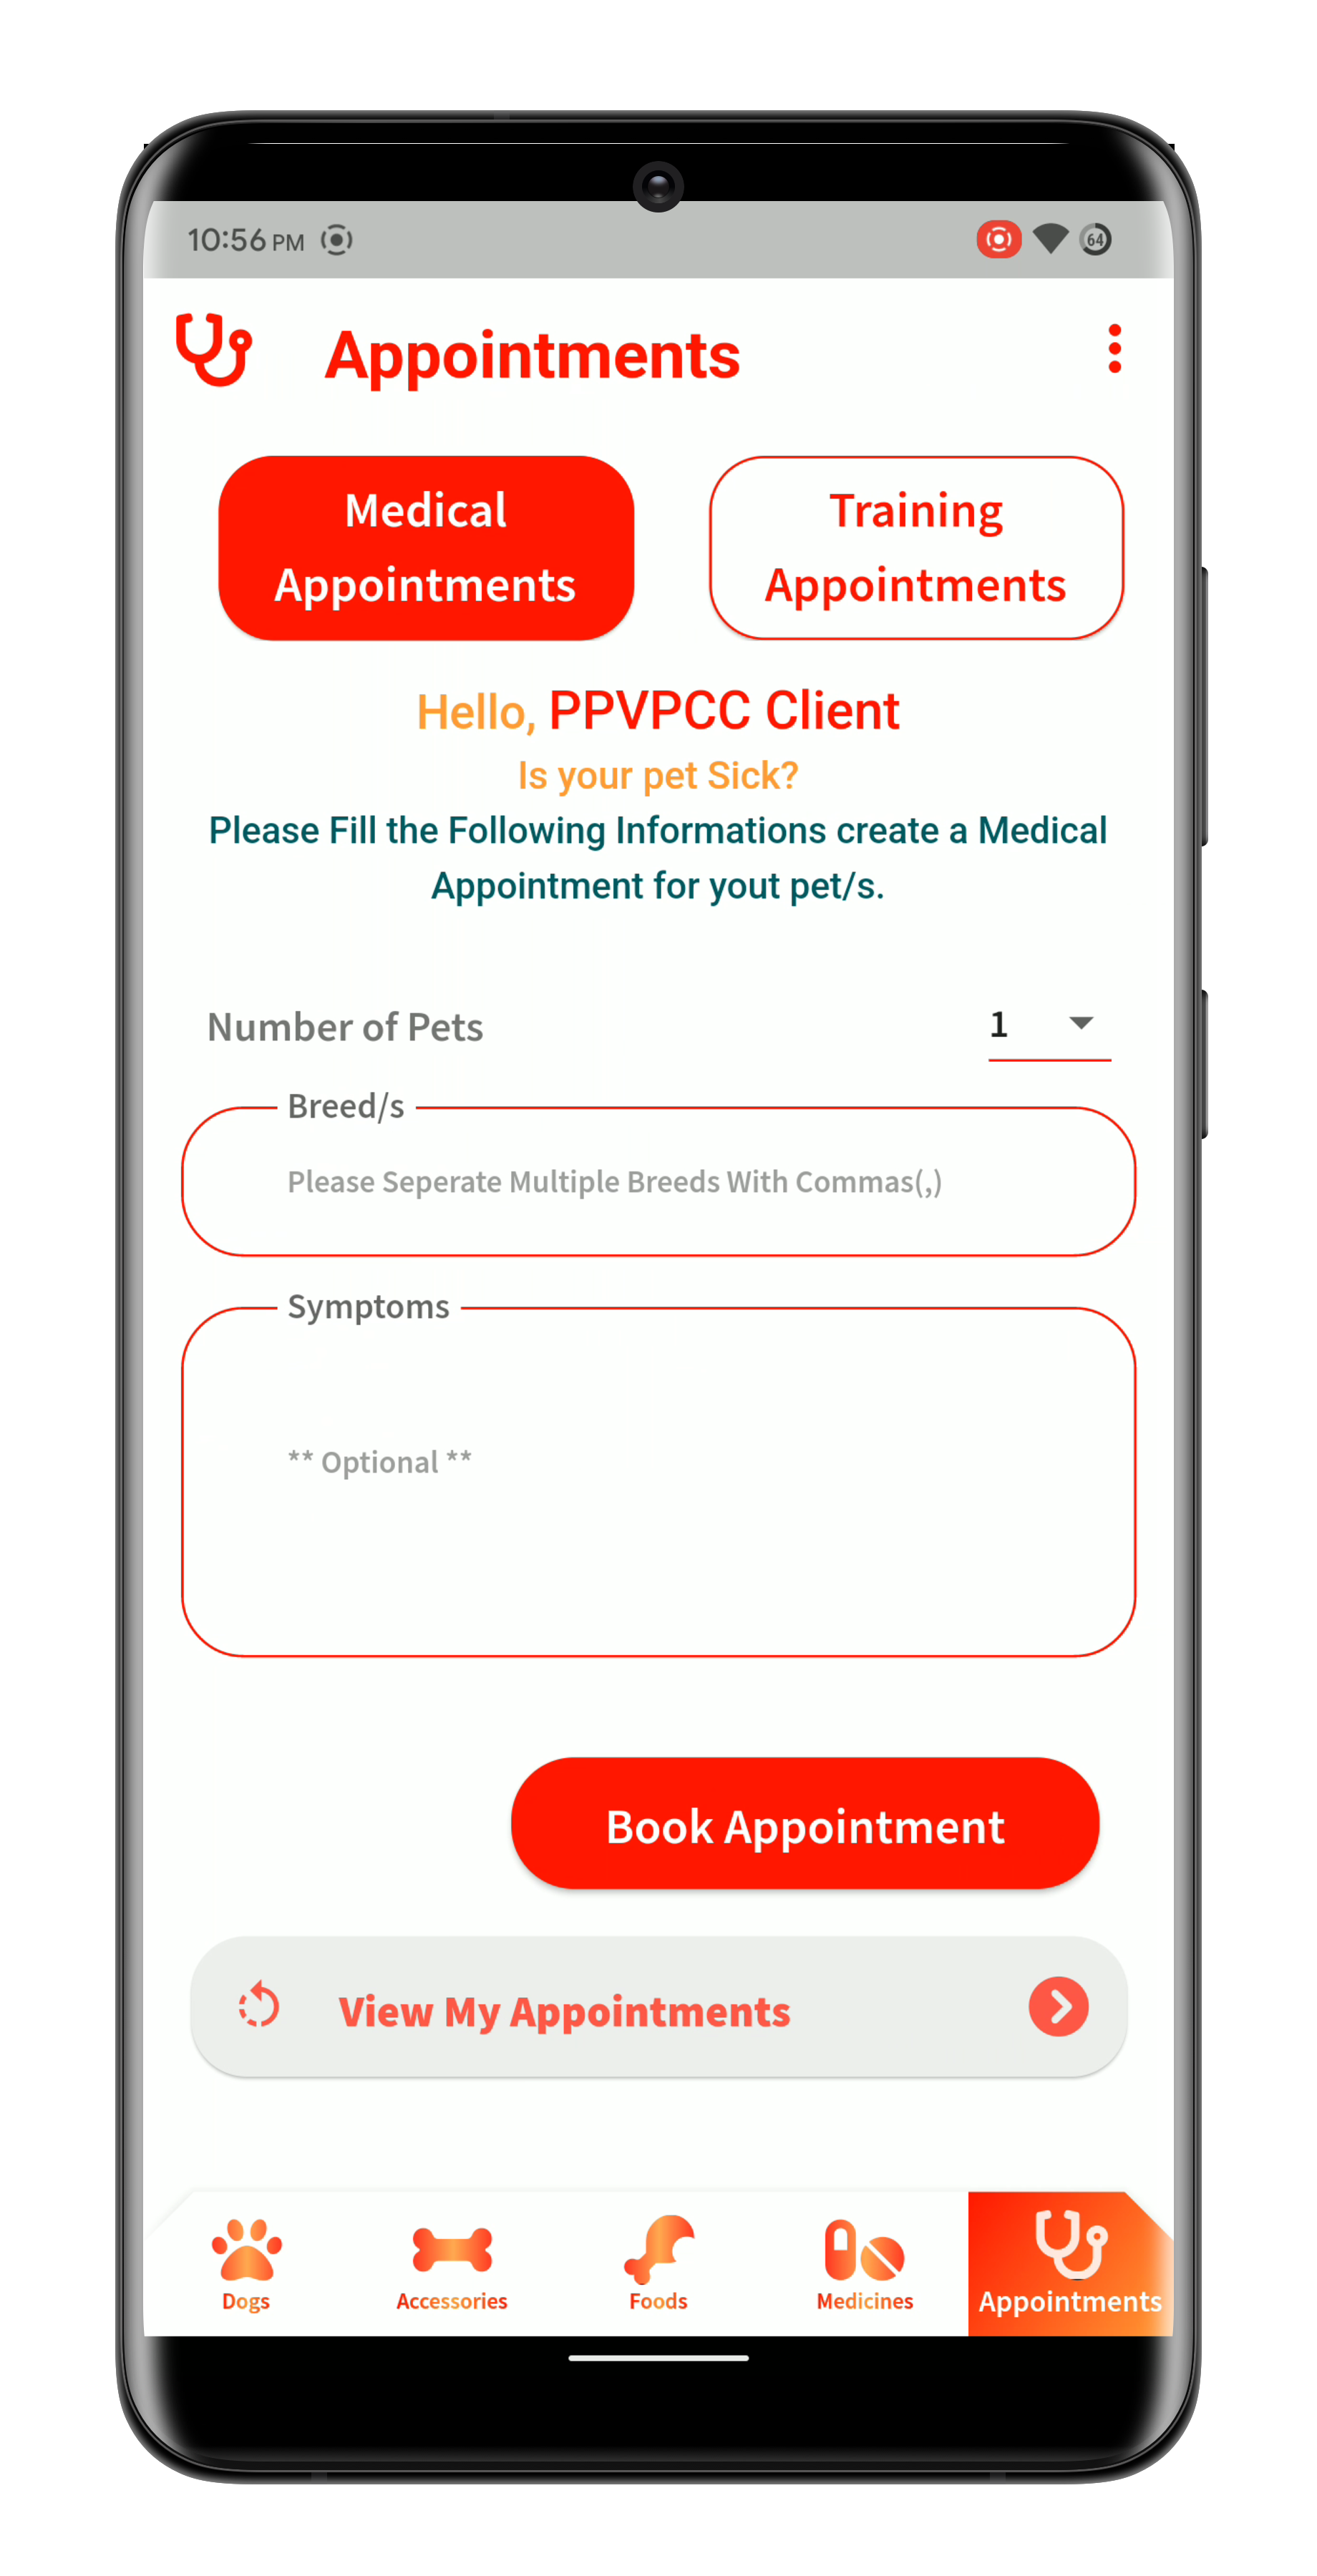 10:56 PM
64
Appointments
Medical
Appointments
Training
Appointments
Hello, PPVPCC Client
Is your pet Sick?
Please Fill the Following Informations create a Medical
Appointment for yout pet/s.
Number of Pets
1
Breed/s
Please Seperate Multiple Breeds With Commas(,)
Symptoms
** Optional **
Book Appointment
View My Appointments
Dogs
Accessories
Foods
Medicines
Appointments